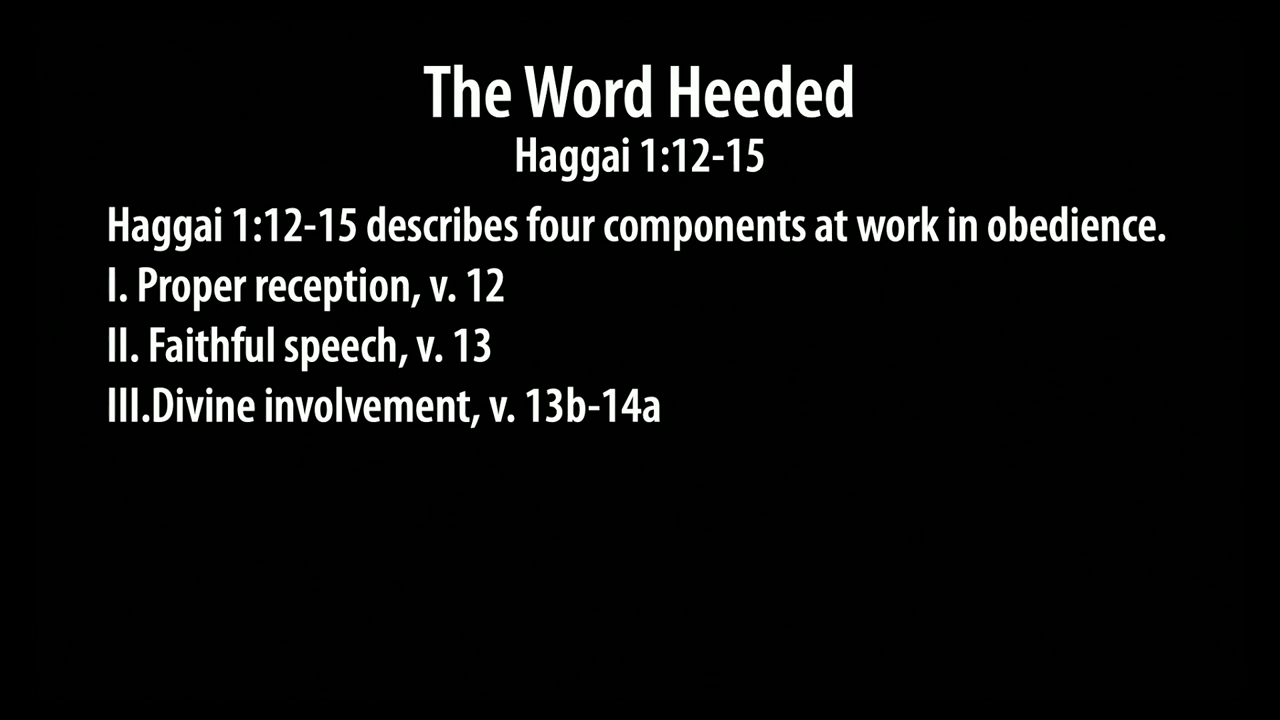 The Word Heeded
Haggai 1:12-15
Haggai 1:12-15 describes four components at work in obedience.
I. Proper reception, v. 12
II. Faithful speech, v. 13
III.Divine involvement, v. 13b-14a